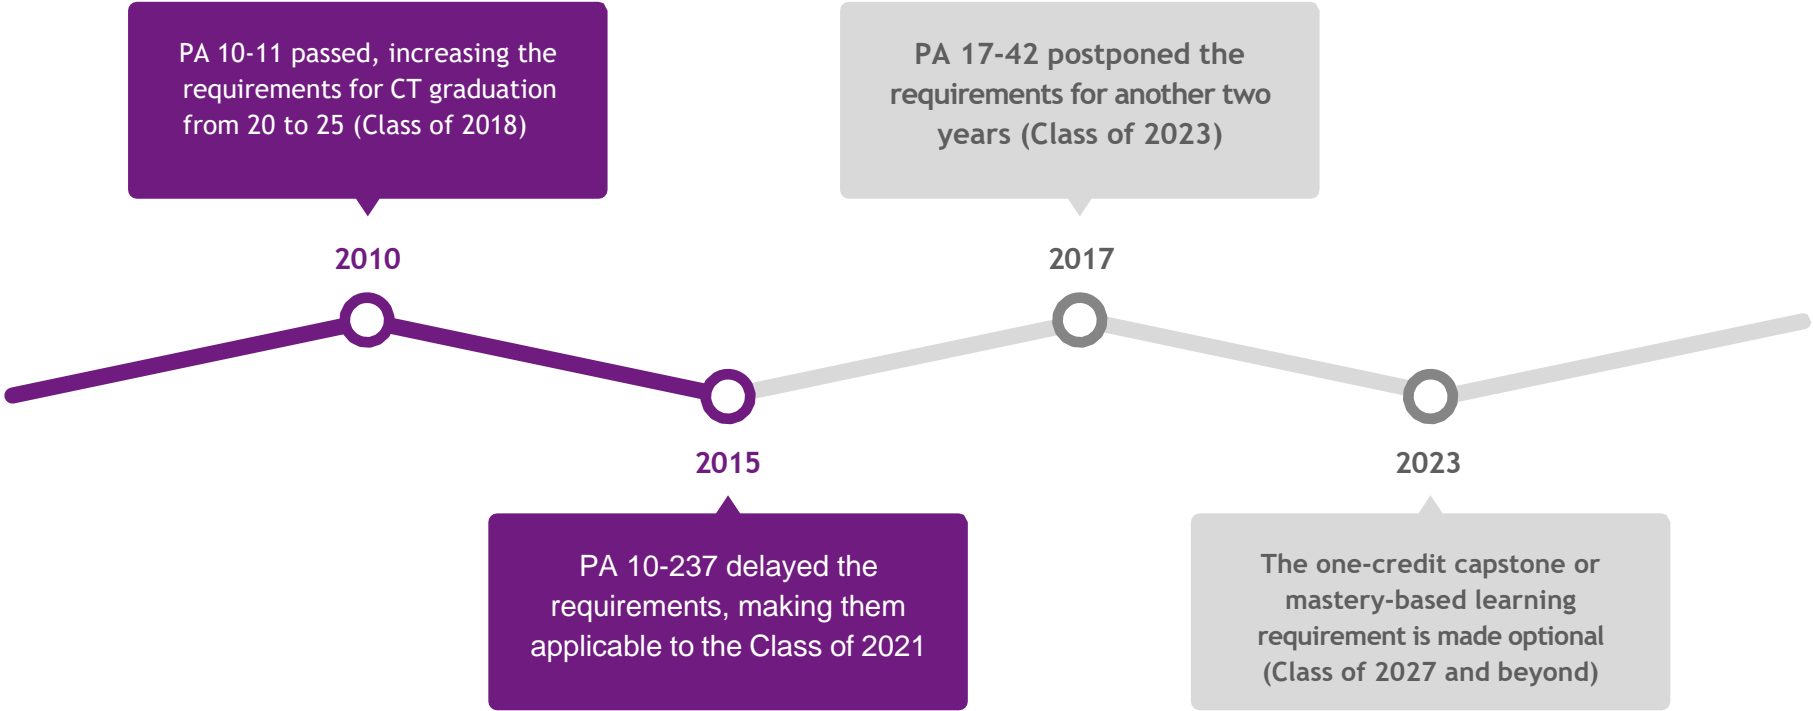 PA 10-11 passed, increasing the
requirements for CT graduation
from 20 to 25 (Class of 2018)
2010
2015
PA 10-237 delayed the
requirements, making them
applicable to the Class of 2021
PA 17-42 postponed the
requirements for another two
years (Class of 2023)
2017
2023
The one-credit capstone or
mastery-based learning
requirement is made optional
(Class of 2027 and beyond)